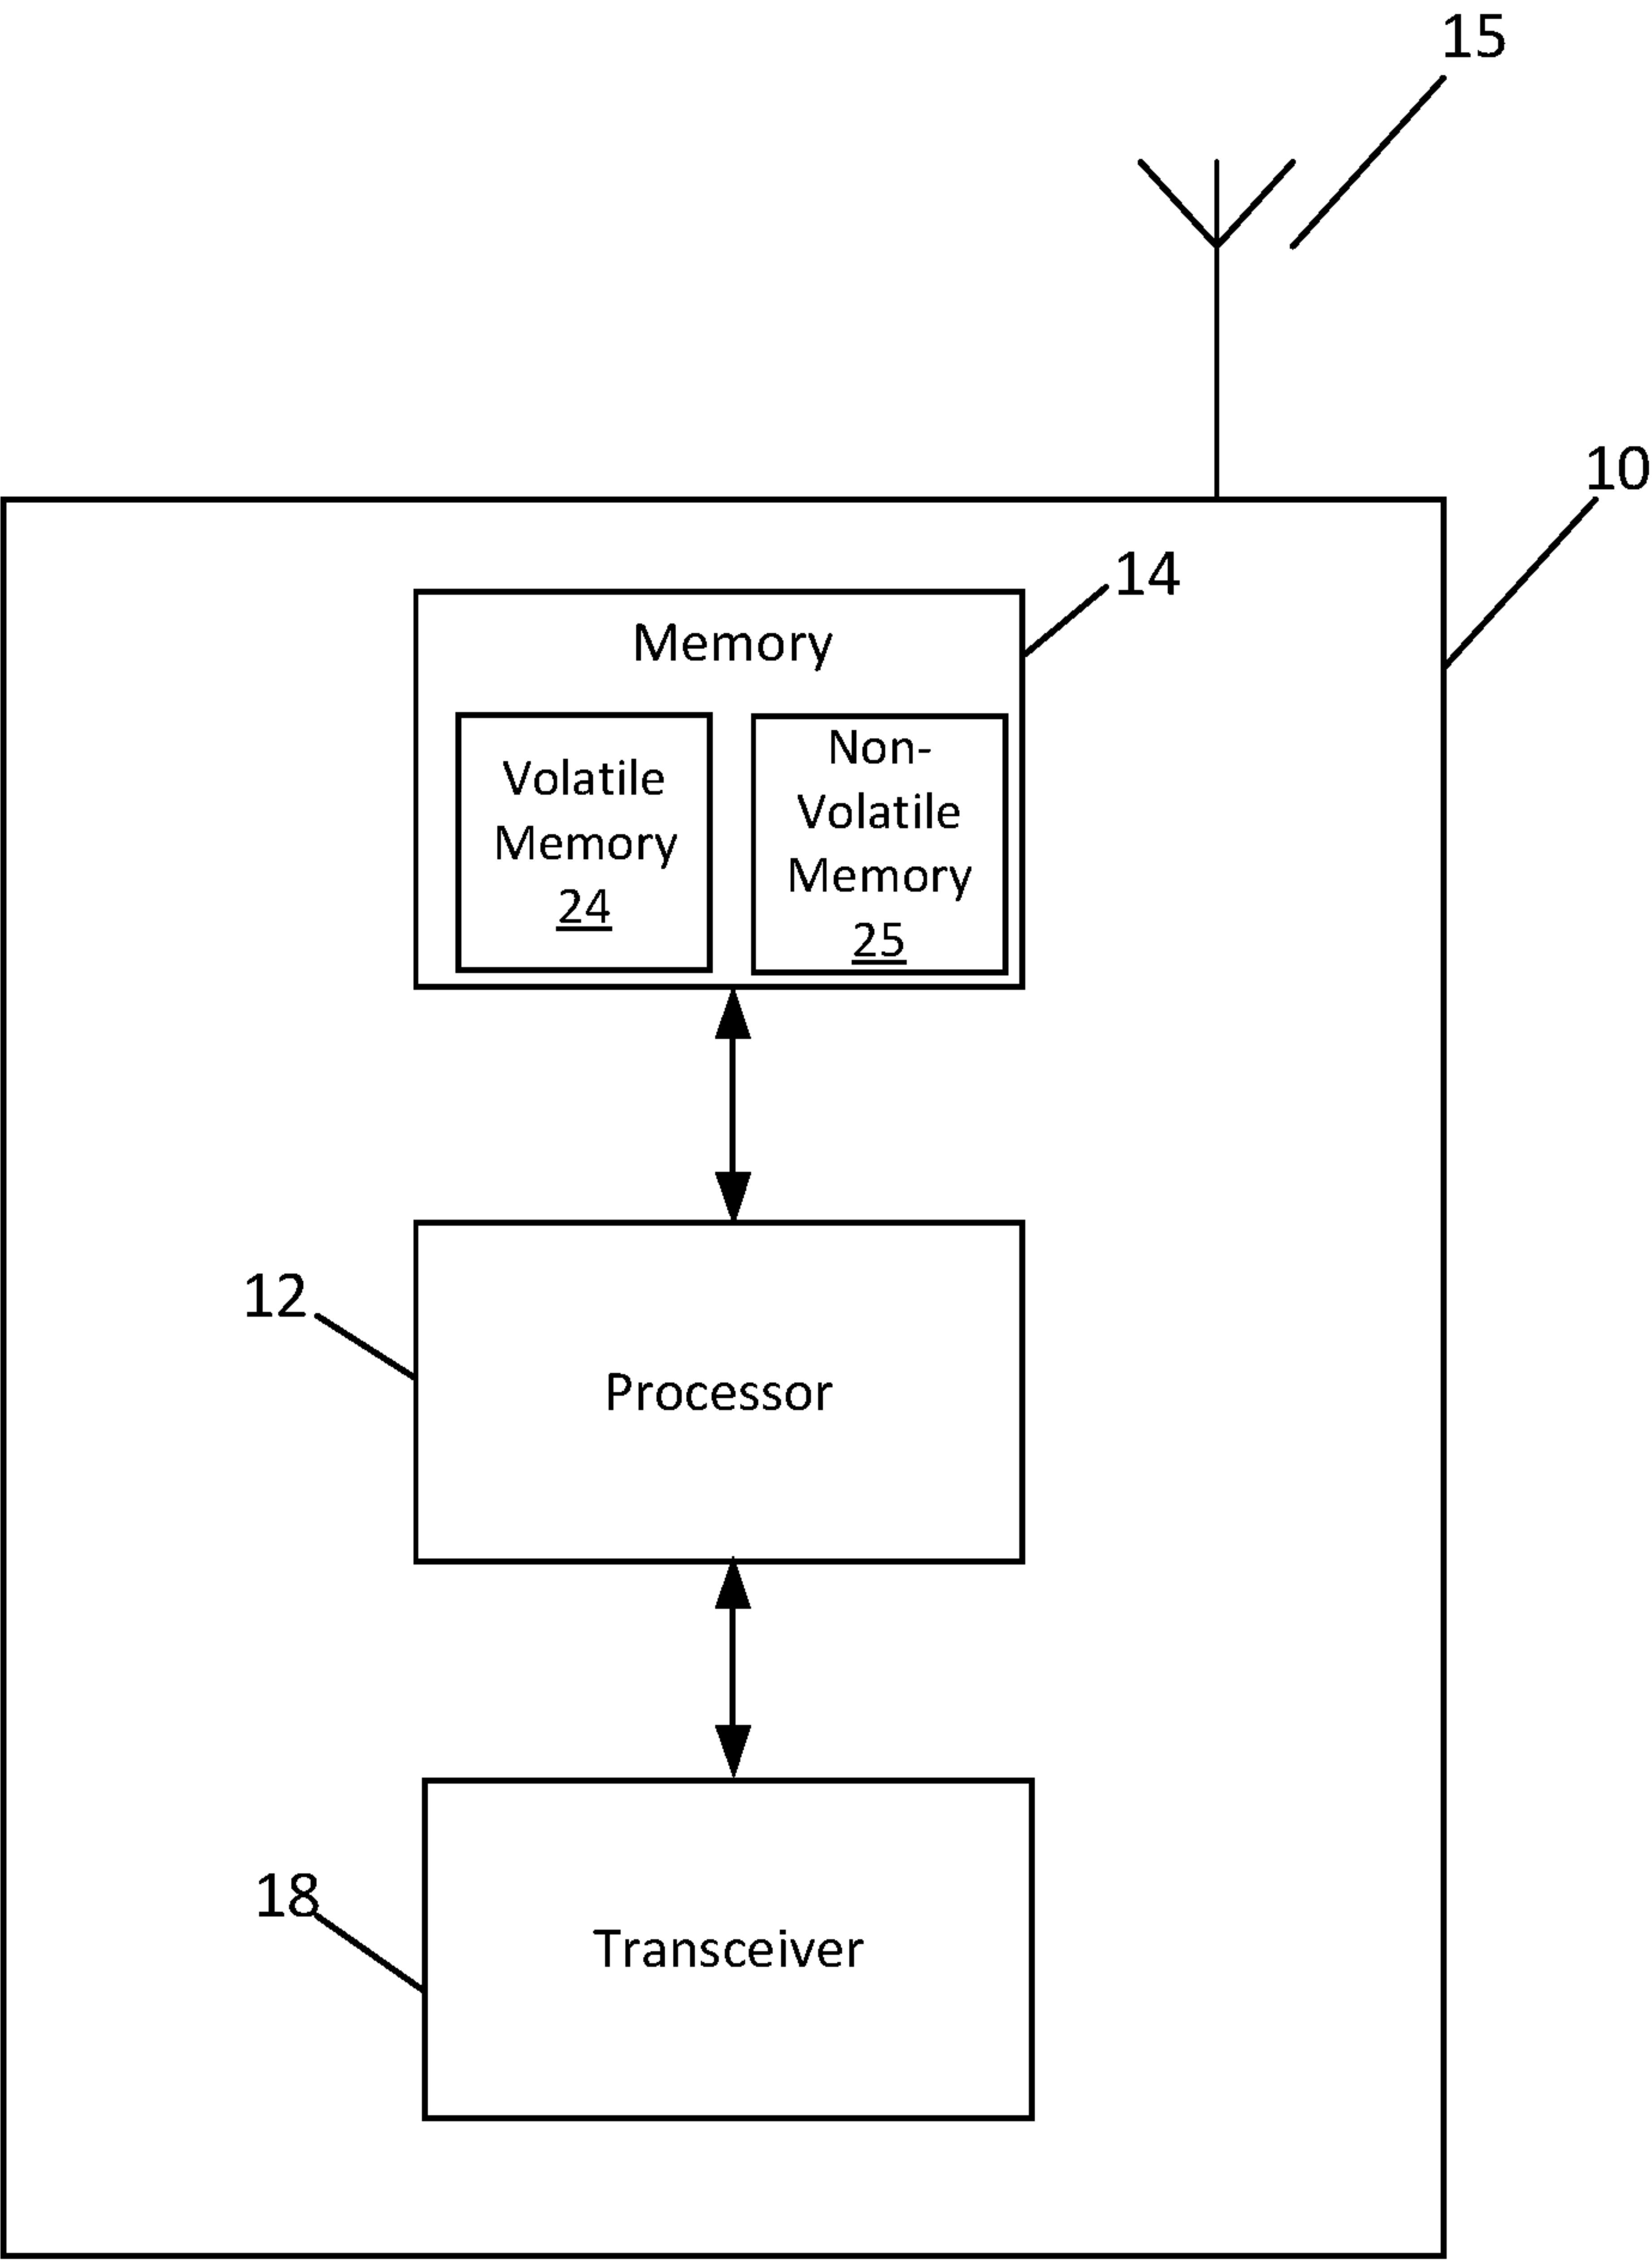 15
10
14
Memory
Volatile
Memory
24
Non-
Volatile
Memory
25
12
Processor
18
Transceiver